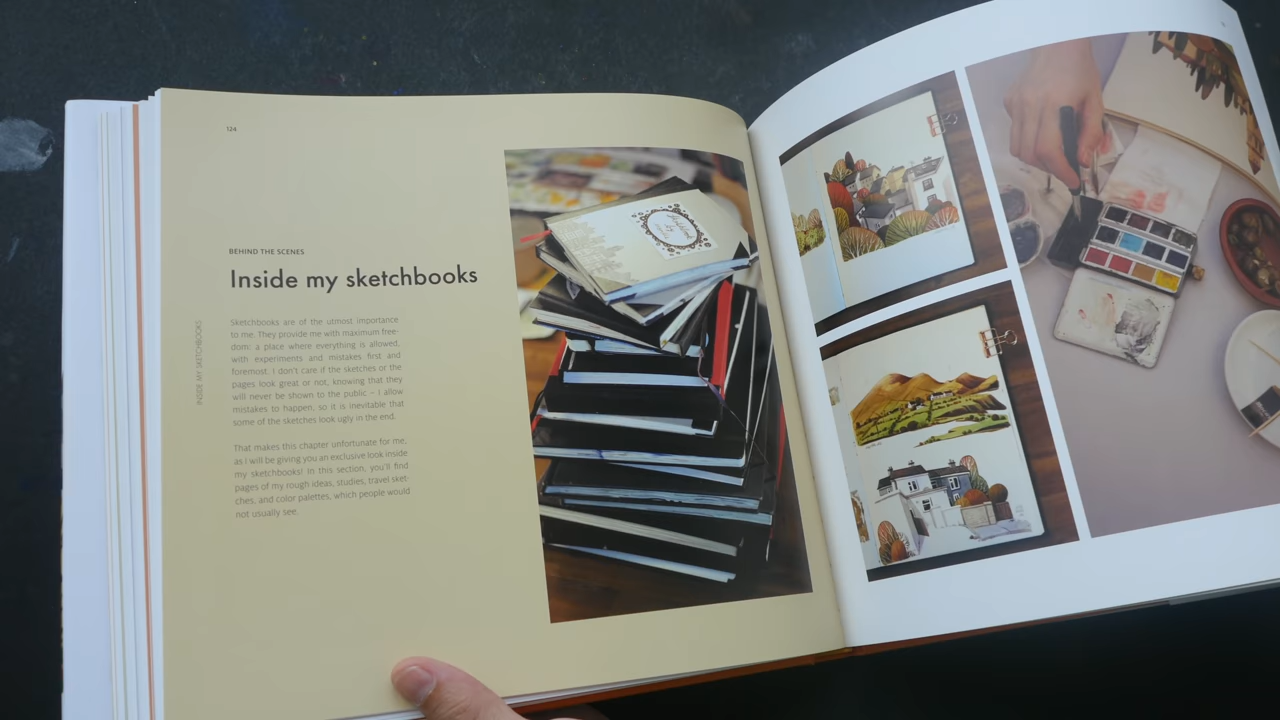 124
BEHIND THE SCENES
Inside my sketchbooks
INSIDE MY SKETCHBOOKS
Sketchbooks are of the utmost importance
to me. They provide me with maximum free-
dom: a place where everything is allowed,
with experiments and mistakes first and
foremost. I don't care if the sketches or the
pages look great or not, knowing that they
will never be shown to the public – I allow
mistakes to happen, so it is inevitable that
some of the sketches look ugly in the end.
That makes this chapter unfortunate for me,
as I will be giving you an exclusive look inside
my sketchbooks! In this section, you'll find
pages of my rough ideas, studies, travel sket-
ches, and color palettes, which people would
not usually see.